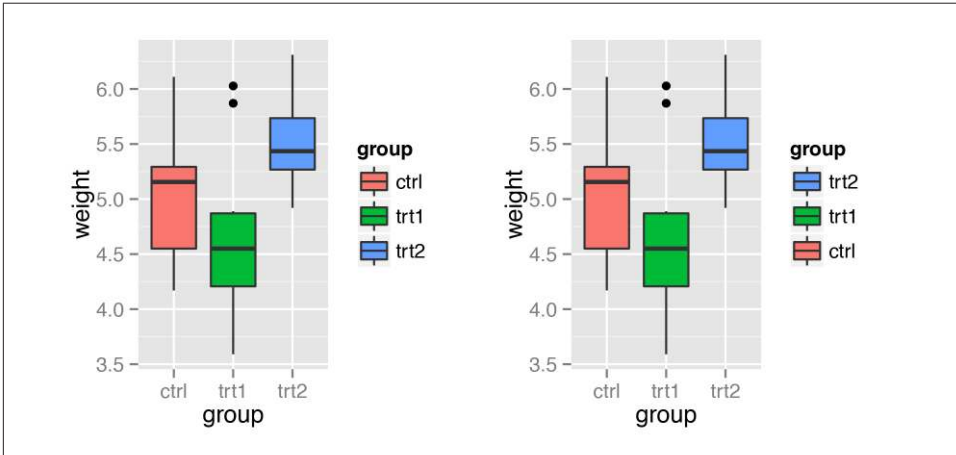 weight
6.0
5.5
5.0
4.5
4.0
3.5
ctrl trt1 trt2
group
group
ctrl
trt1
trt2
weight
6.0
5.5
5.0
4.5
4.0
3.5
ctrl trt1 trt2
group
group
trt2
trt1
ctrl